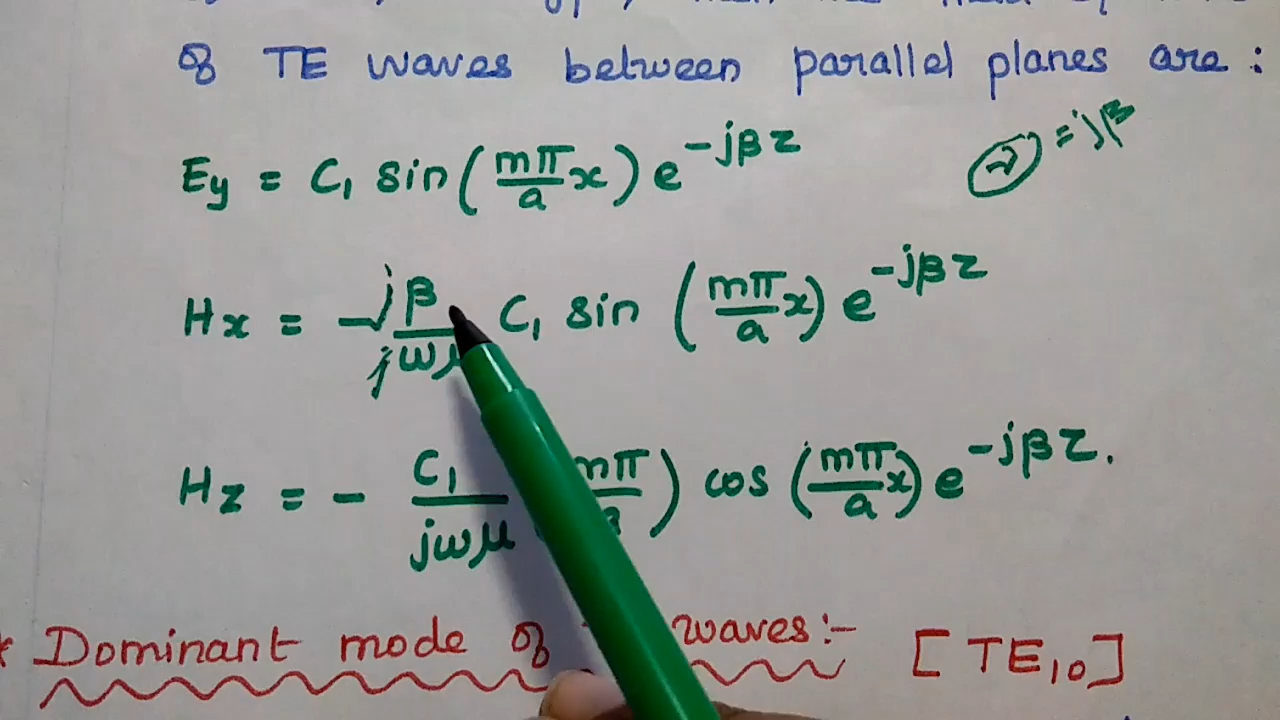 of TE waves between parallel planes are :
Ey = C₁ sin(mπ/a x) e^-jβz
γ = jβ
Hx = -jβ/jωμ C₁ sin (mπ/a x) e^-jβz
Hz = - C₁/jωμ (mπ/a) cos (mπ/a x) e^-jβz.
* Dominant mode of waves :- [TE₁₀]